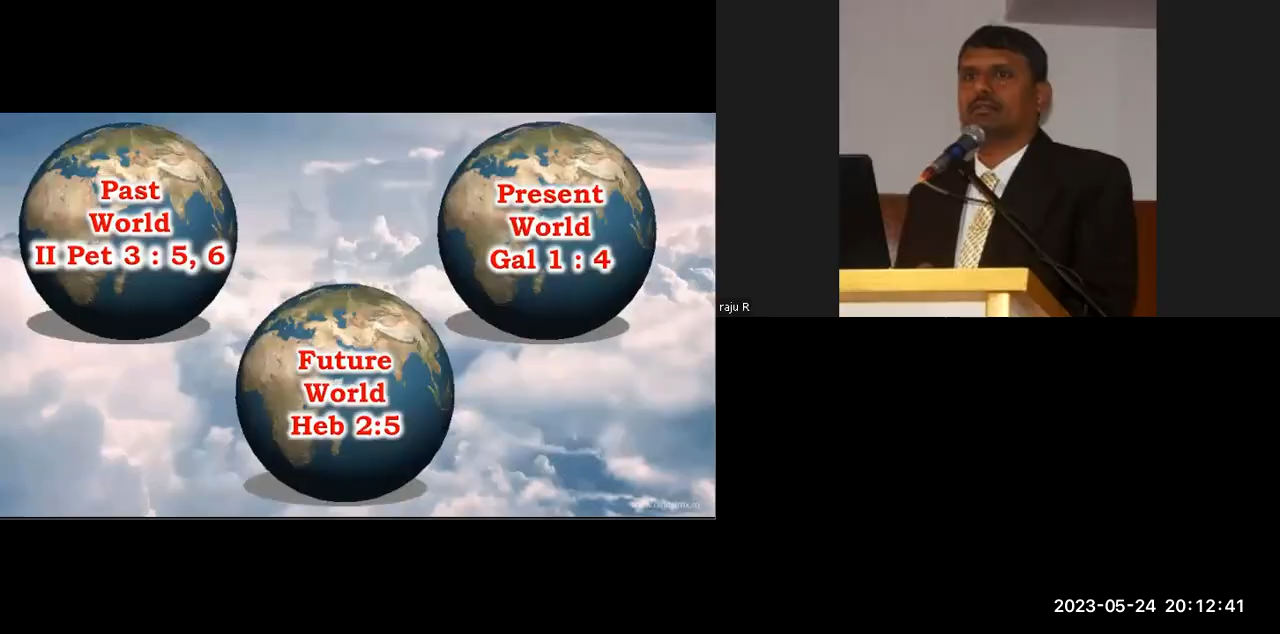 Past
World
II Pet 3 : 5, 6
Present
World
Gal 1 : 4
Future
World
Heb 2:5
raju R
2023-05-24 20:12:41